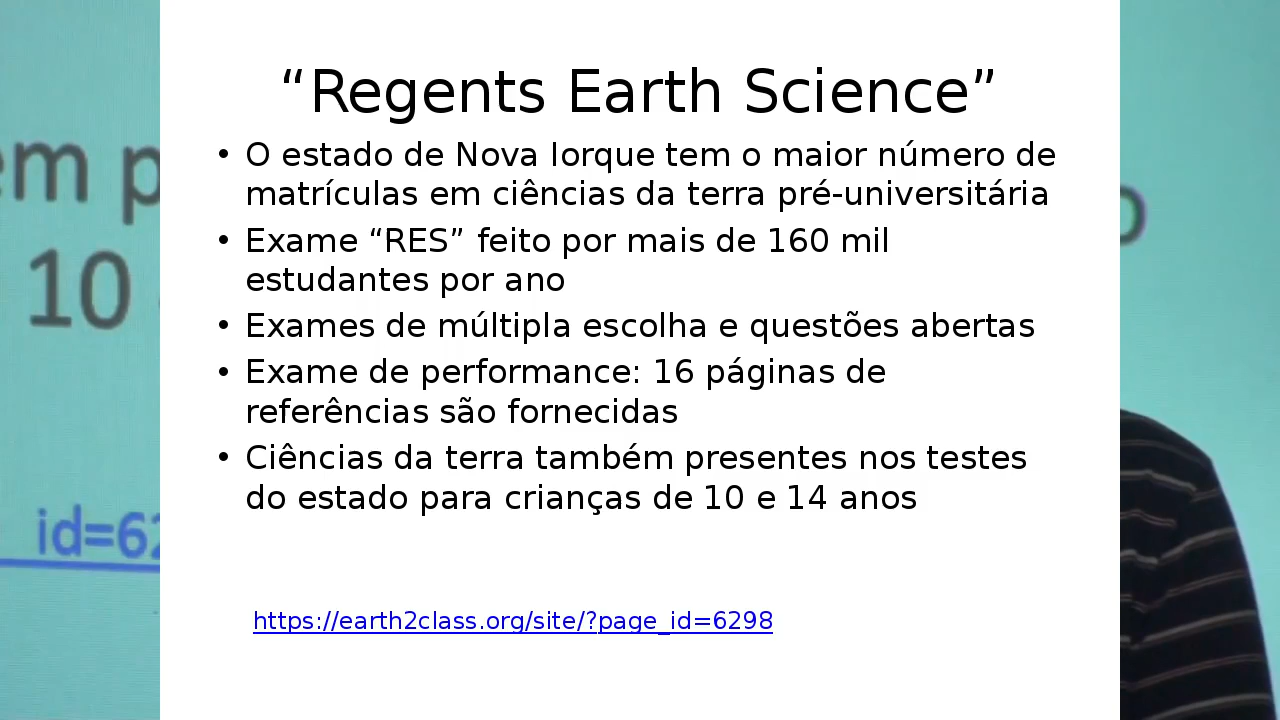 “Regents Earth Science”
• O estado de Nova Iorque tem o maior número de
matrículas em ciências da terra pré-universitária
• Exame “RES” feito por mais de 160 mil
estudantes por ano
• Exames de múltipla escolha e questões abertas
• Exame de performance: 16 páginas de
referências são fornecidas
• Ciências da terra também presentes nos testes
do estado para crianças de 10 e 14 anos
https://earth2class.org/site/?page_id=6298
10
id=62